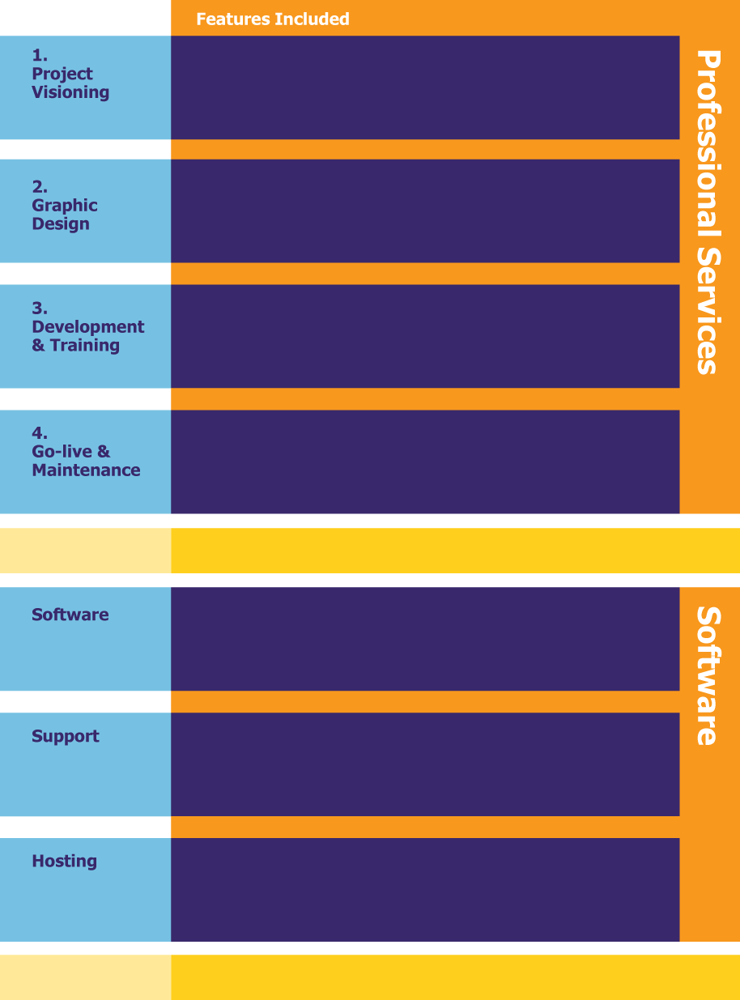 Features Included
1.
Project
Visioning
2.
Graphic
Design
3.
Development
& Training
4.
Go-live &
Maintenance
Professional Services
Software
Support
Hosting
Software